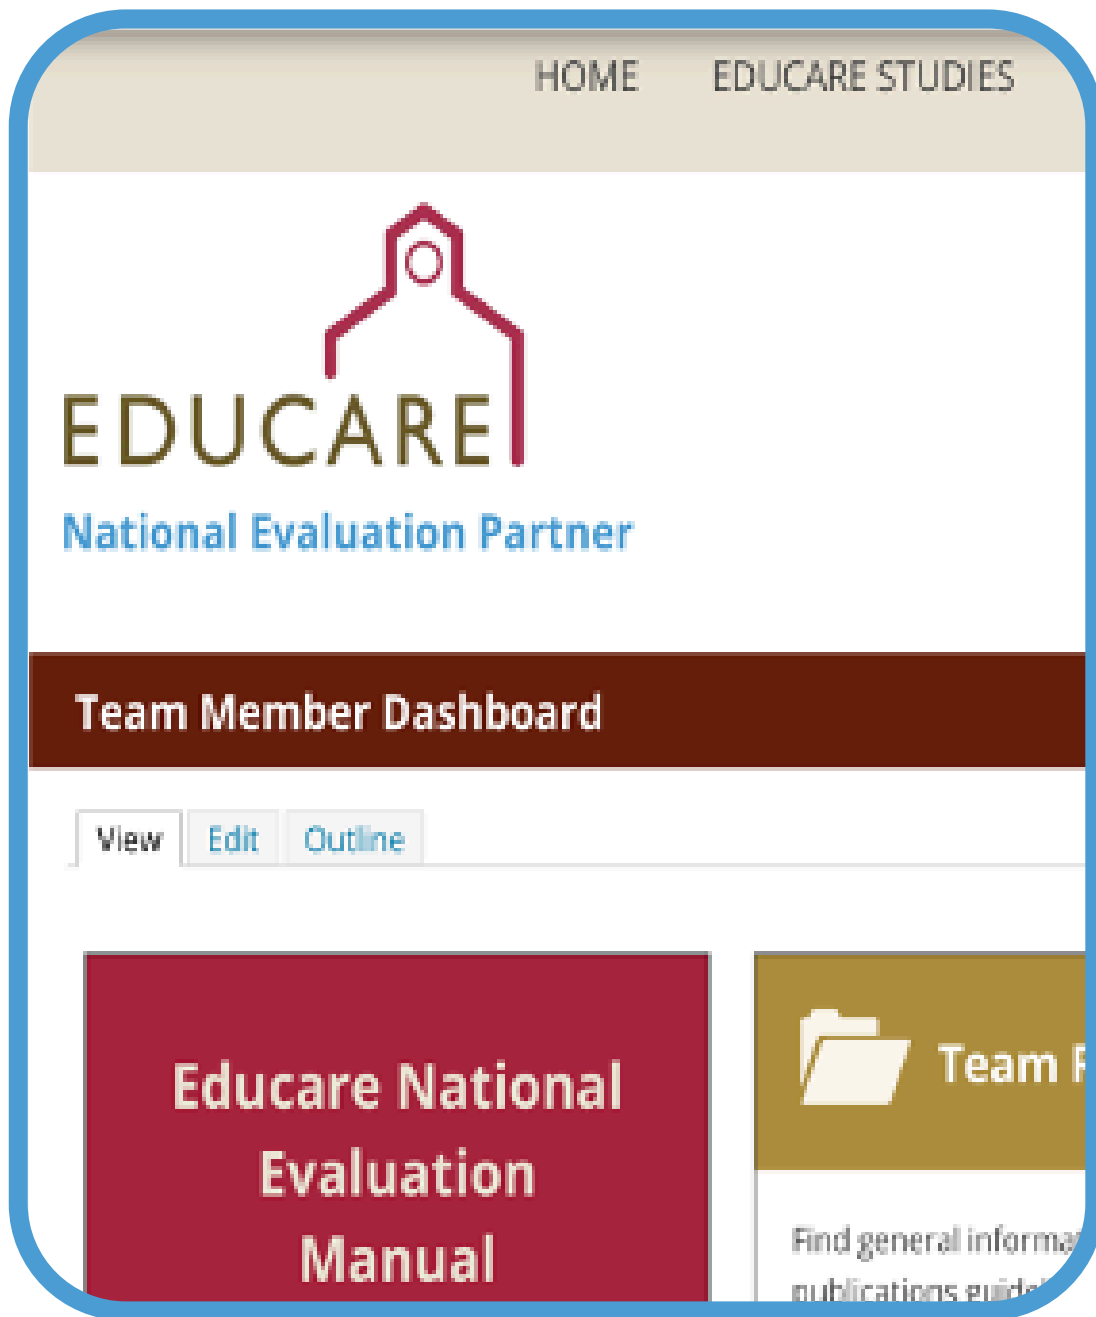 HOME EDUCARE STUDIES
EDUCARE
National Evaluation Partner
Team Member Dashboard
View Edit Outline
Educare National
Evaluation
Manual
Team
Find general
publications